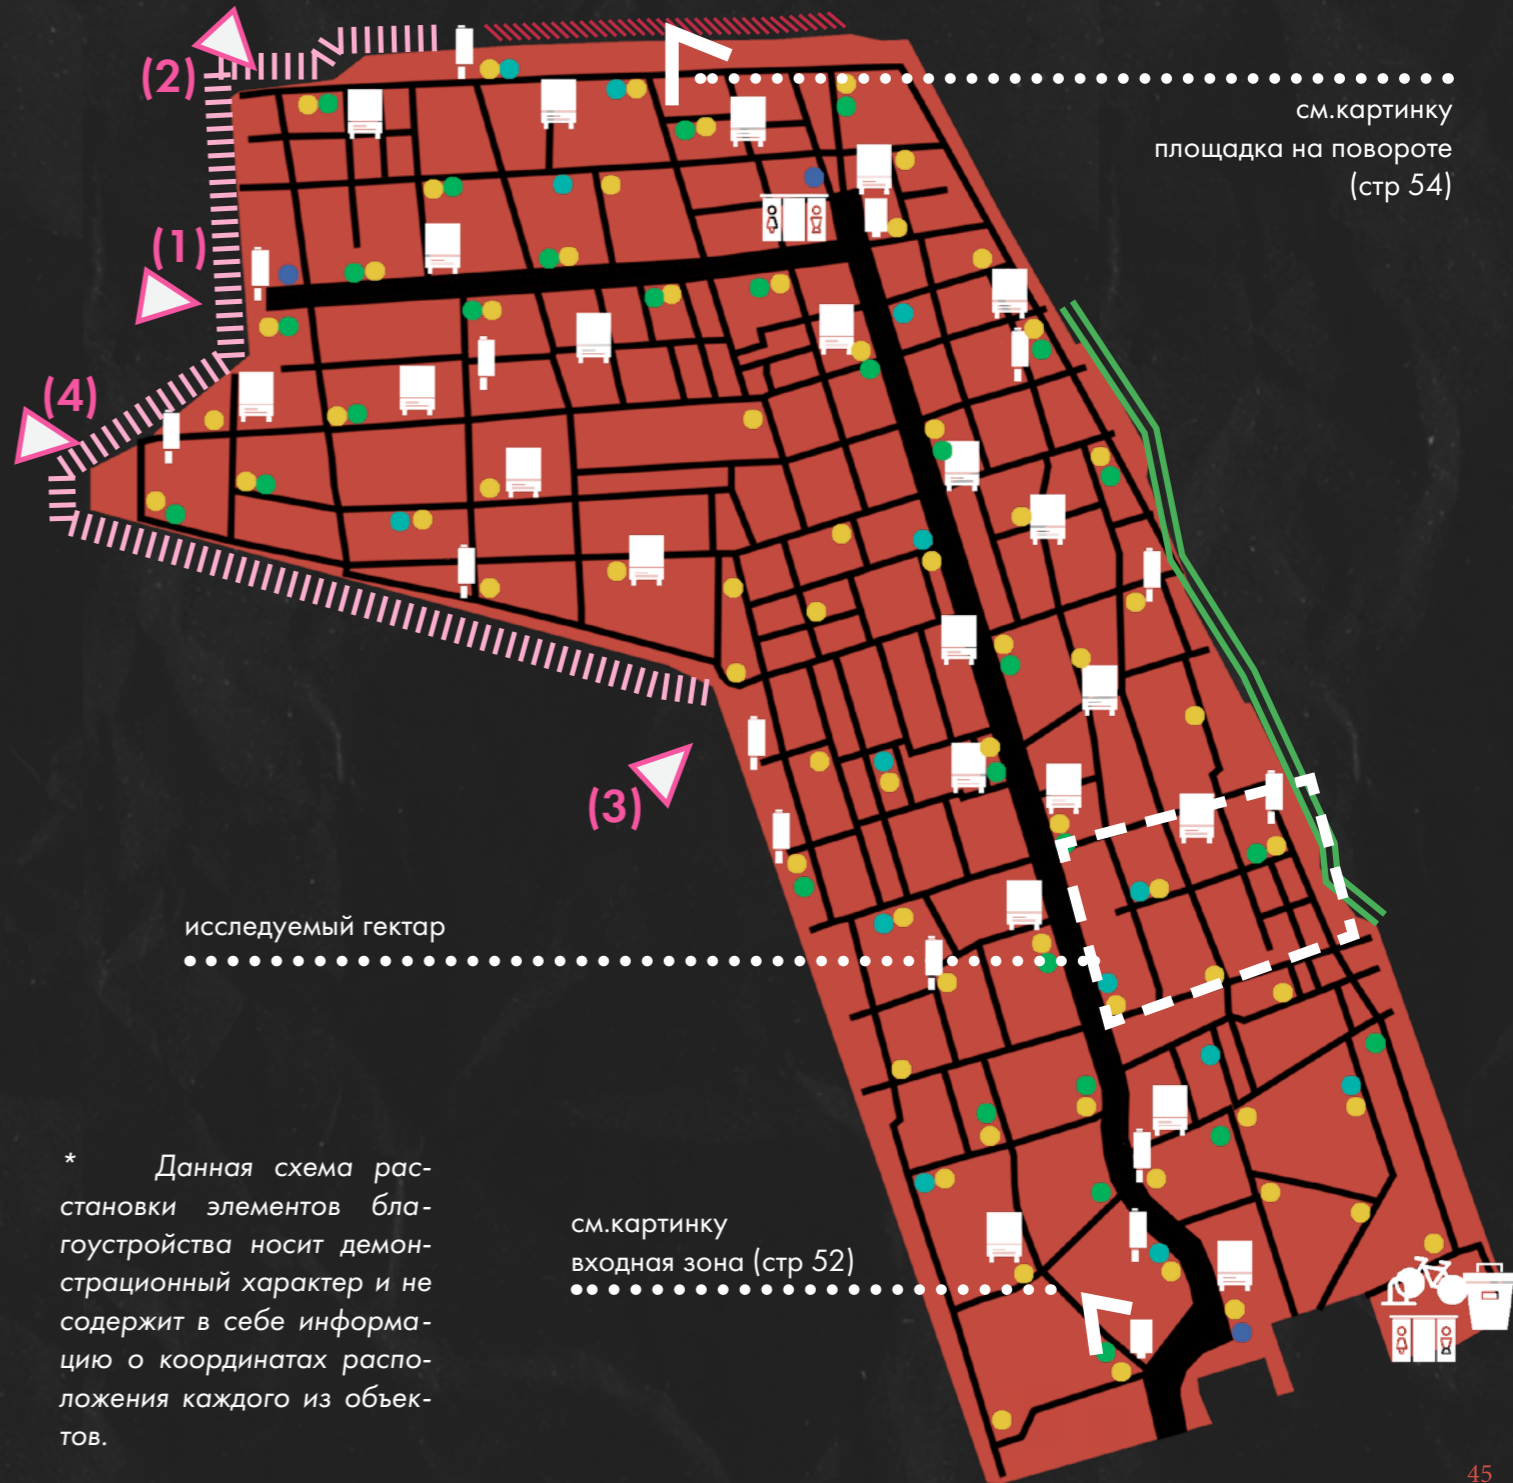 (2)
см.картинку
площадка на повороте
(стр 54)
(1)
(4)
(3)
исследуемый гектар
* Данная схема рас-
становки элементов бла-
гоустройства носит демон-
страционный характер и не
содержит в себе информа-
цию о координатах распо-
ложения каждого из объек-
тов.
см.картинку
входная зона (стр 52)
45